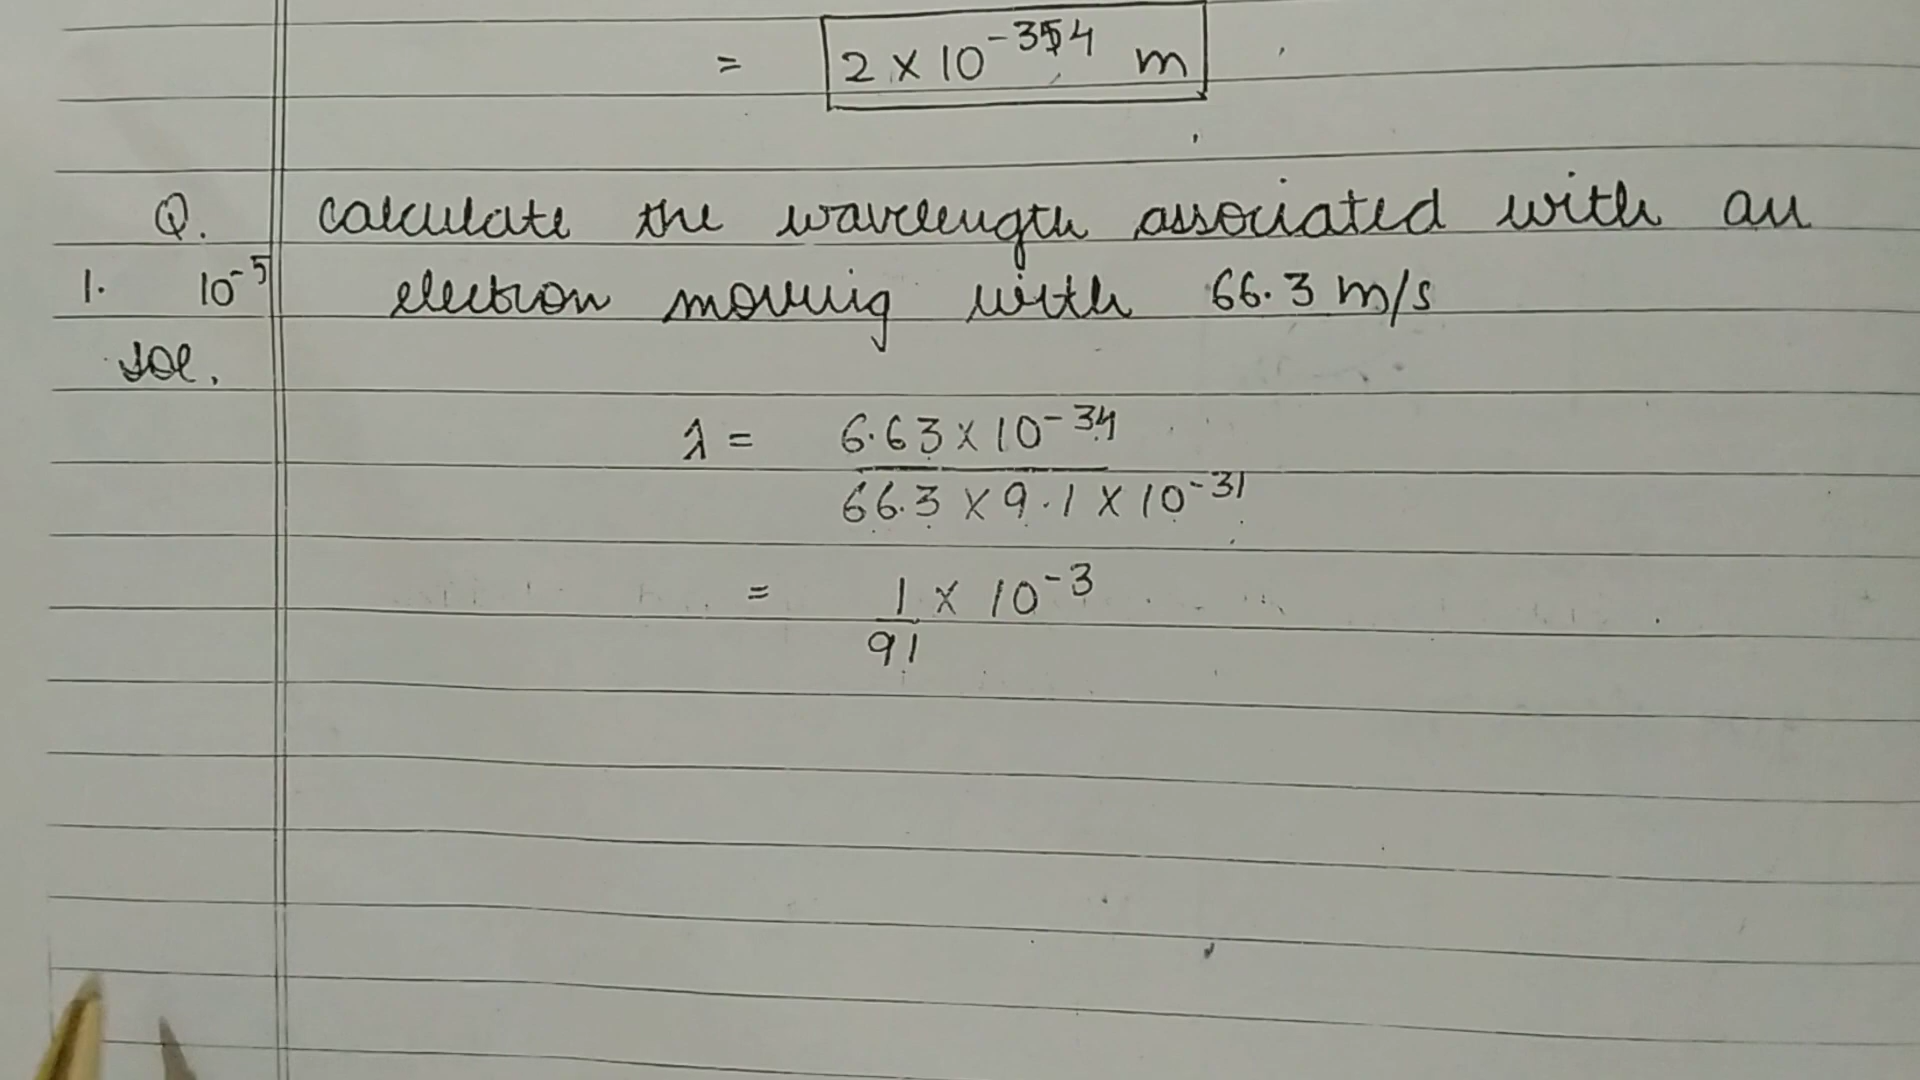 = 2 × 10⁻³⁴ m
Q. calculate the wavelength associated with an
1. 10⁻⁵ electron moving with 66.3 m/s
Sol.
λ = 6.63 × 10⁻³⁴
66.3 × 9.1 × 10⁻³¹
= 1 × 10⁻³
91